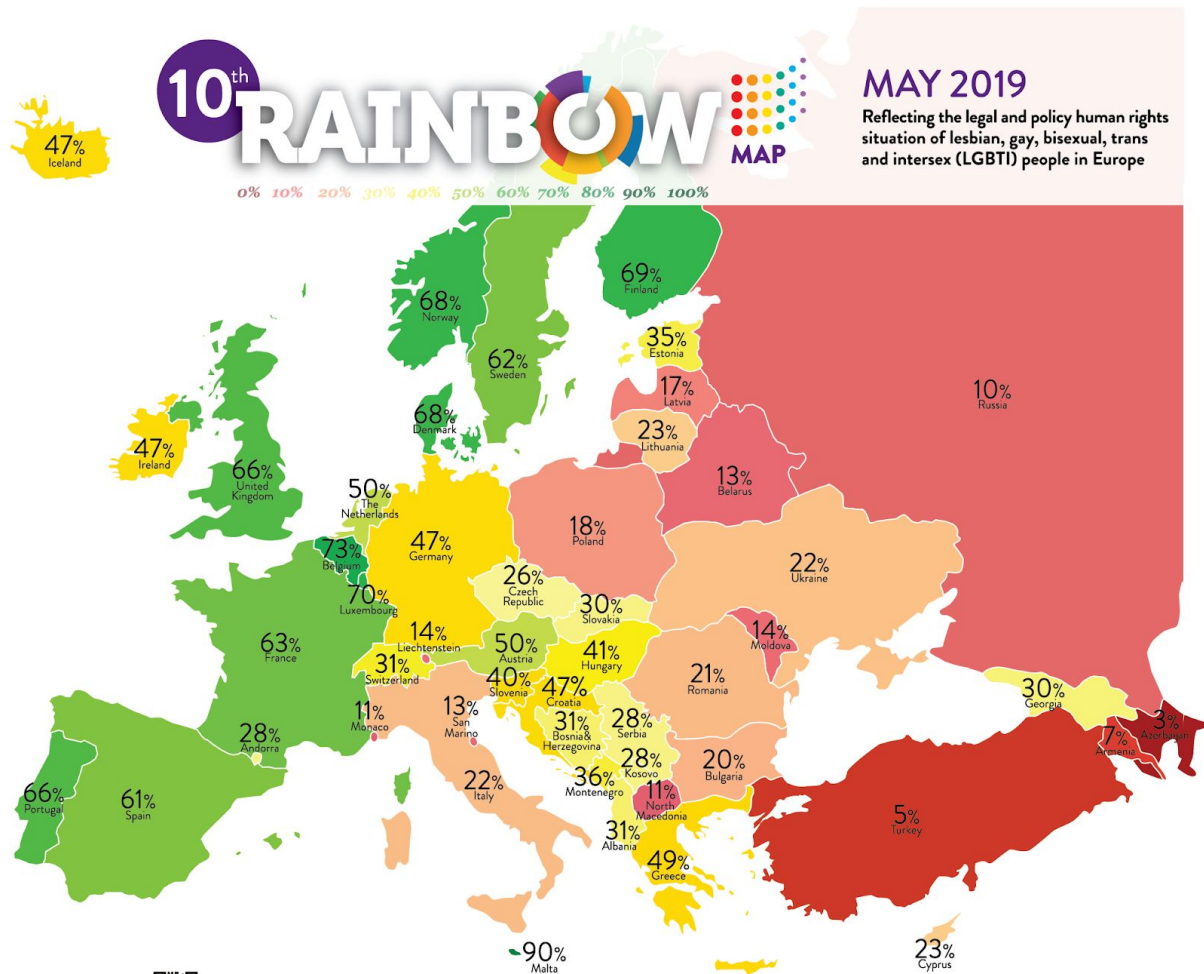 10th
RAINBOW
MAP
MAY 2019
Reflecting the legal and policy human rights
situation of lesbian, gay, bisexual, trans
and intersex (LGBTI) people in Europe
0% 10% 20% 30% 40% 50% 60% 70% 80% 90% 100%
47%
Iceland
69%
Finland
68%
Norway
62%
Sweden
35%
Estonia
10%
Russia
17%
Latvia
68%
Denmark
23%
Lithuania
47%
Ireland
66%
United
Kingdom
13%
Belarus
50%
The
Netherlands
18%
Poland
47%
Germany
73%
Belgium
22%
Ukraine
26%
Czech
Republic
70%
Luxembourg
30%
Slovakia
14%
Liechtenstein
14%
Moldova
63%
France
50%
Austria
41%
Hungary
31%
Switzerland
40%
Slovenia
47%
Croatia
21%
Romania
30%
Georgia
11%
Monaco
13%
San
Marino
31%
Bosnia&
Herzegovina
28%
Serbia
3%
Azerbaijan
7%
Armenia
28%
Andorra
28%
Kosovo
20%
Bulgaria
36%
Montenegro
22%
Italy
11%
North
Macedonia
66%
Portugal
61%
Spain
5%
Turkey
31%
Albania
49%
Greece
90%
Malta
23%
Cyprus